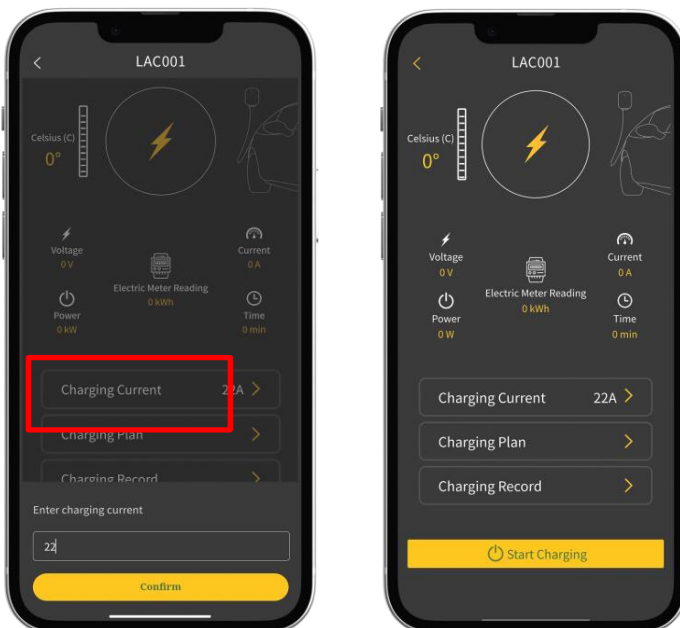 LAC001
Celsius (C)
0°
Voltage
0 V
Current
0 A
Electric Meter Reading
0 kWh
Power
0 kW
Time
0 min
Charging Current 22A
Charging Plan
Charging Record
Enter charging current
22
Confirm
LAC001
Celsius (C)
0°
Voltage
0 V
Current
0 A
Electric Meter Reading
0 kWh
Power
0 W
Time
0 min
Charging Current 22A
Charging Plan
Charging Record
Start Charging